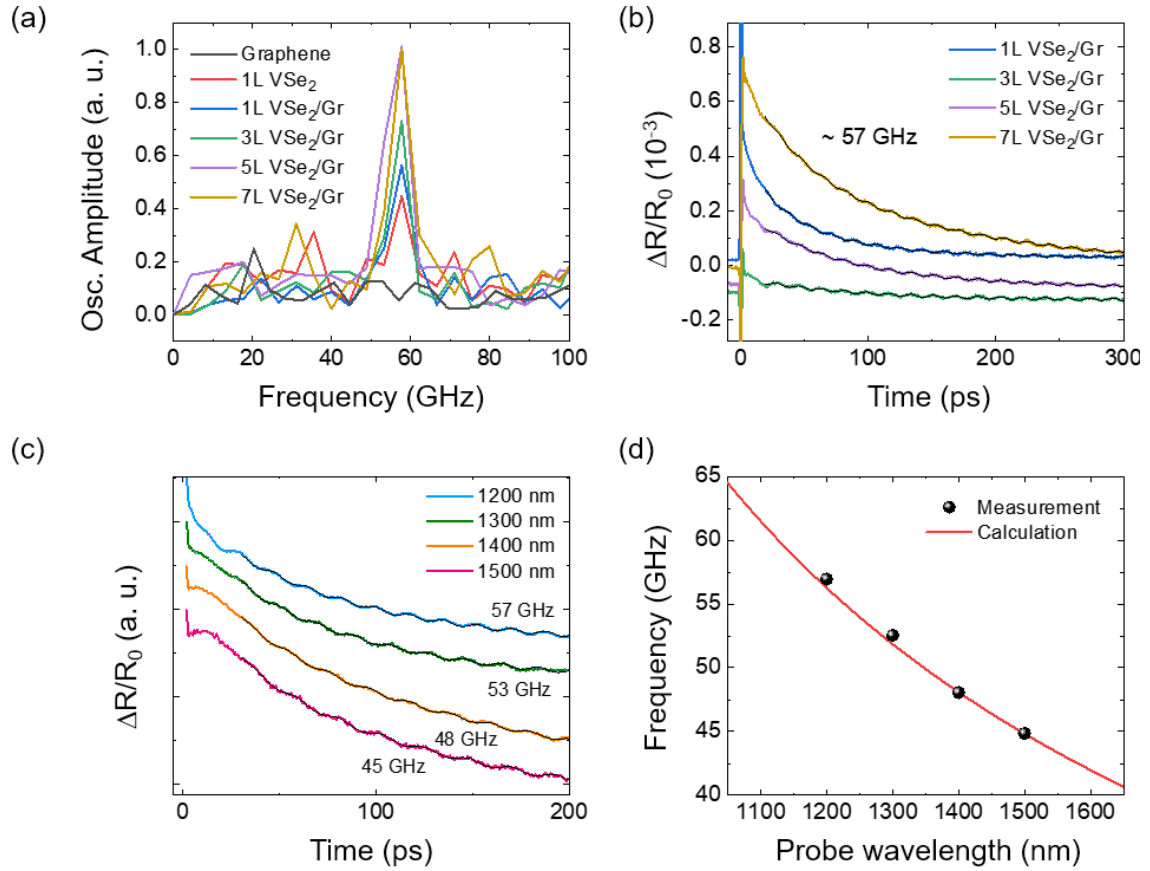 (a)
Osc. Amplitude (a. u.)
1.0
0.8
0.6
0.4
0.2
0.0
Graphene
1L VSe₂
1L VSe₂/Gr
3L VSe₂/Gr
5L VSe₂/Gr
7L VSe₂/Gr
0 20 40 60 80 100
Frequency (GHz)
(b)
ΔR/R₀ (10⁻³)
0.8
0.6
0.4
0.2
0.0
-0.2
1L VSe₂/Gr
3L VSe₂/Gr
5L VSe₂/Gr
7L VSe₂/Gr
~ 57 GHz
0 100 200 300
Time (ps)
(c)
ΔR/R₀ (a. u.)
1200 nm
1300 nm
1400 nm
1500 nm
57 GHz
53 GHz
48 GHz
45 GHz
0 100 200
Time (ps)
(d)
Frequency (GHz)
65
60
55
50
45
40
Measurement
Calculation
1100 1200 1300 1400 1500 1600
Probe wavelength (nm)